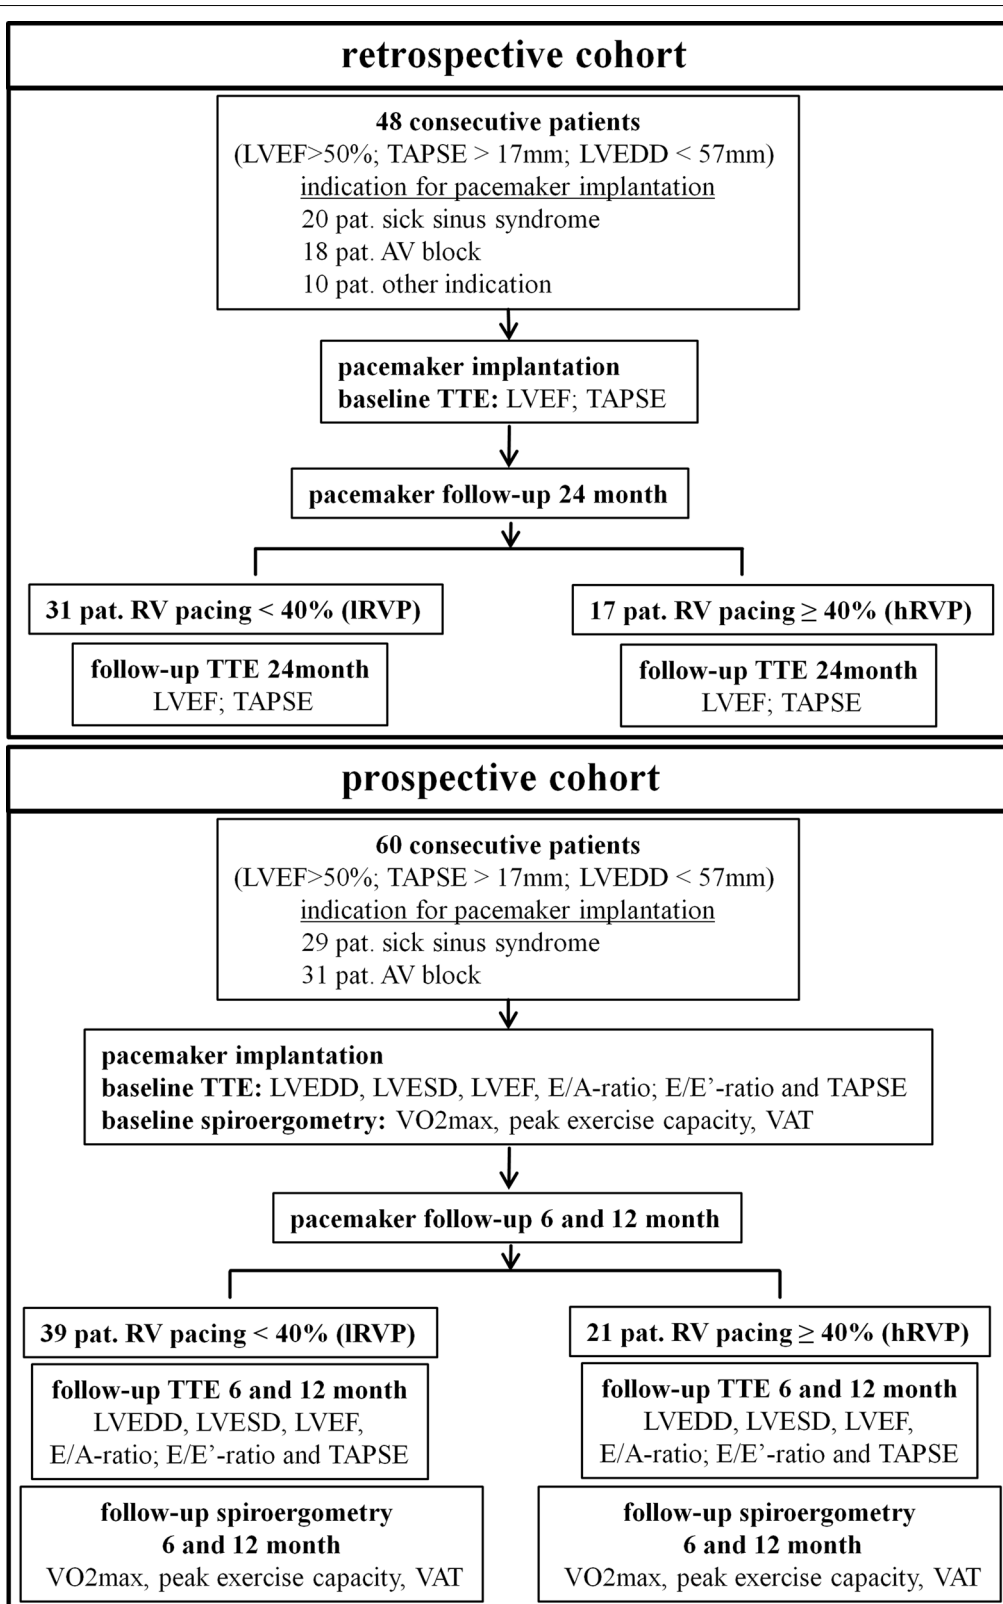 retrospective cohort
48 consecutive patients
(LVEF>50%; TAPSE > 17mm; LVEDD < 57mm)
indication for pacemaker implantation
20 pat. sick sinus syndrome
18 pat. AV block
10 pat. other indication
pacemaker implantation
baseline TTE: LVEF; TAPSE
pacemaker follow-up 24 month
31 pat. RV pacing < 40% (lRVP)
17 pat. RV pacing ≥ 40% (hRVP)
follow-up TTE 24month
LVEF; TAPSE
follow-up TTE 24month
LVEF; TAPSE
prospective cohort
60 consecutive patients
(LVEF>50%; TAPSE > 17mm; LVEDD < 57mm)
indication for pacemaker implantation
29 pat. sick sinus syndrome
31 pat. AV block
pacemaker implantation
baseline TTE: LVEDD, LVESD, LVEF, E/A-ratio; E/E’-ratio and TAPSE
baseline spiroergometry: VO2max, peak exercise capacity, VAT
pacemaker follow-up 6 and 12 month
39 pat. RV pacing < 40% (lRVP)
21 pat. RV pacing ≥ 40% (hRVP)
follow-up TTE 6 and 12 month
LVEDD, LVESD, LVEF,
E/A-ratio; E/E’-ratio and TAPSE
follow-up TTE 6 and 12 month
LVEDD, LVESD, LVEF,
E/A-ratio; E/E’-ratio and TAPSE
follow-up spiroergometry
6 and 12 month
VO2max, peak exercise capacity, VAT
follow-up spiroergometry
6 and 12 month
VO2max, peak exercise capacity, VAT